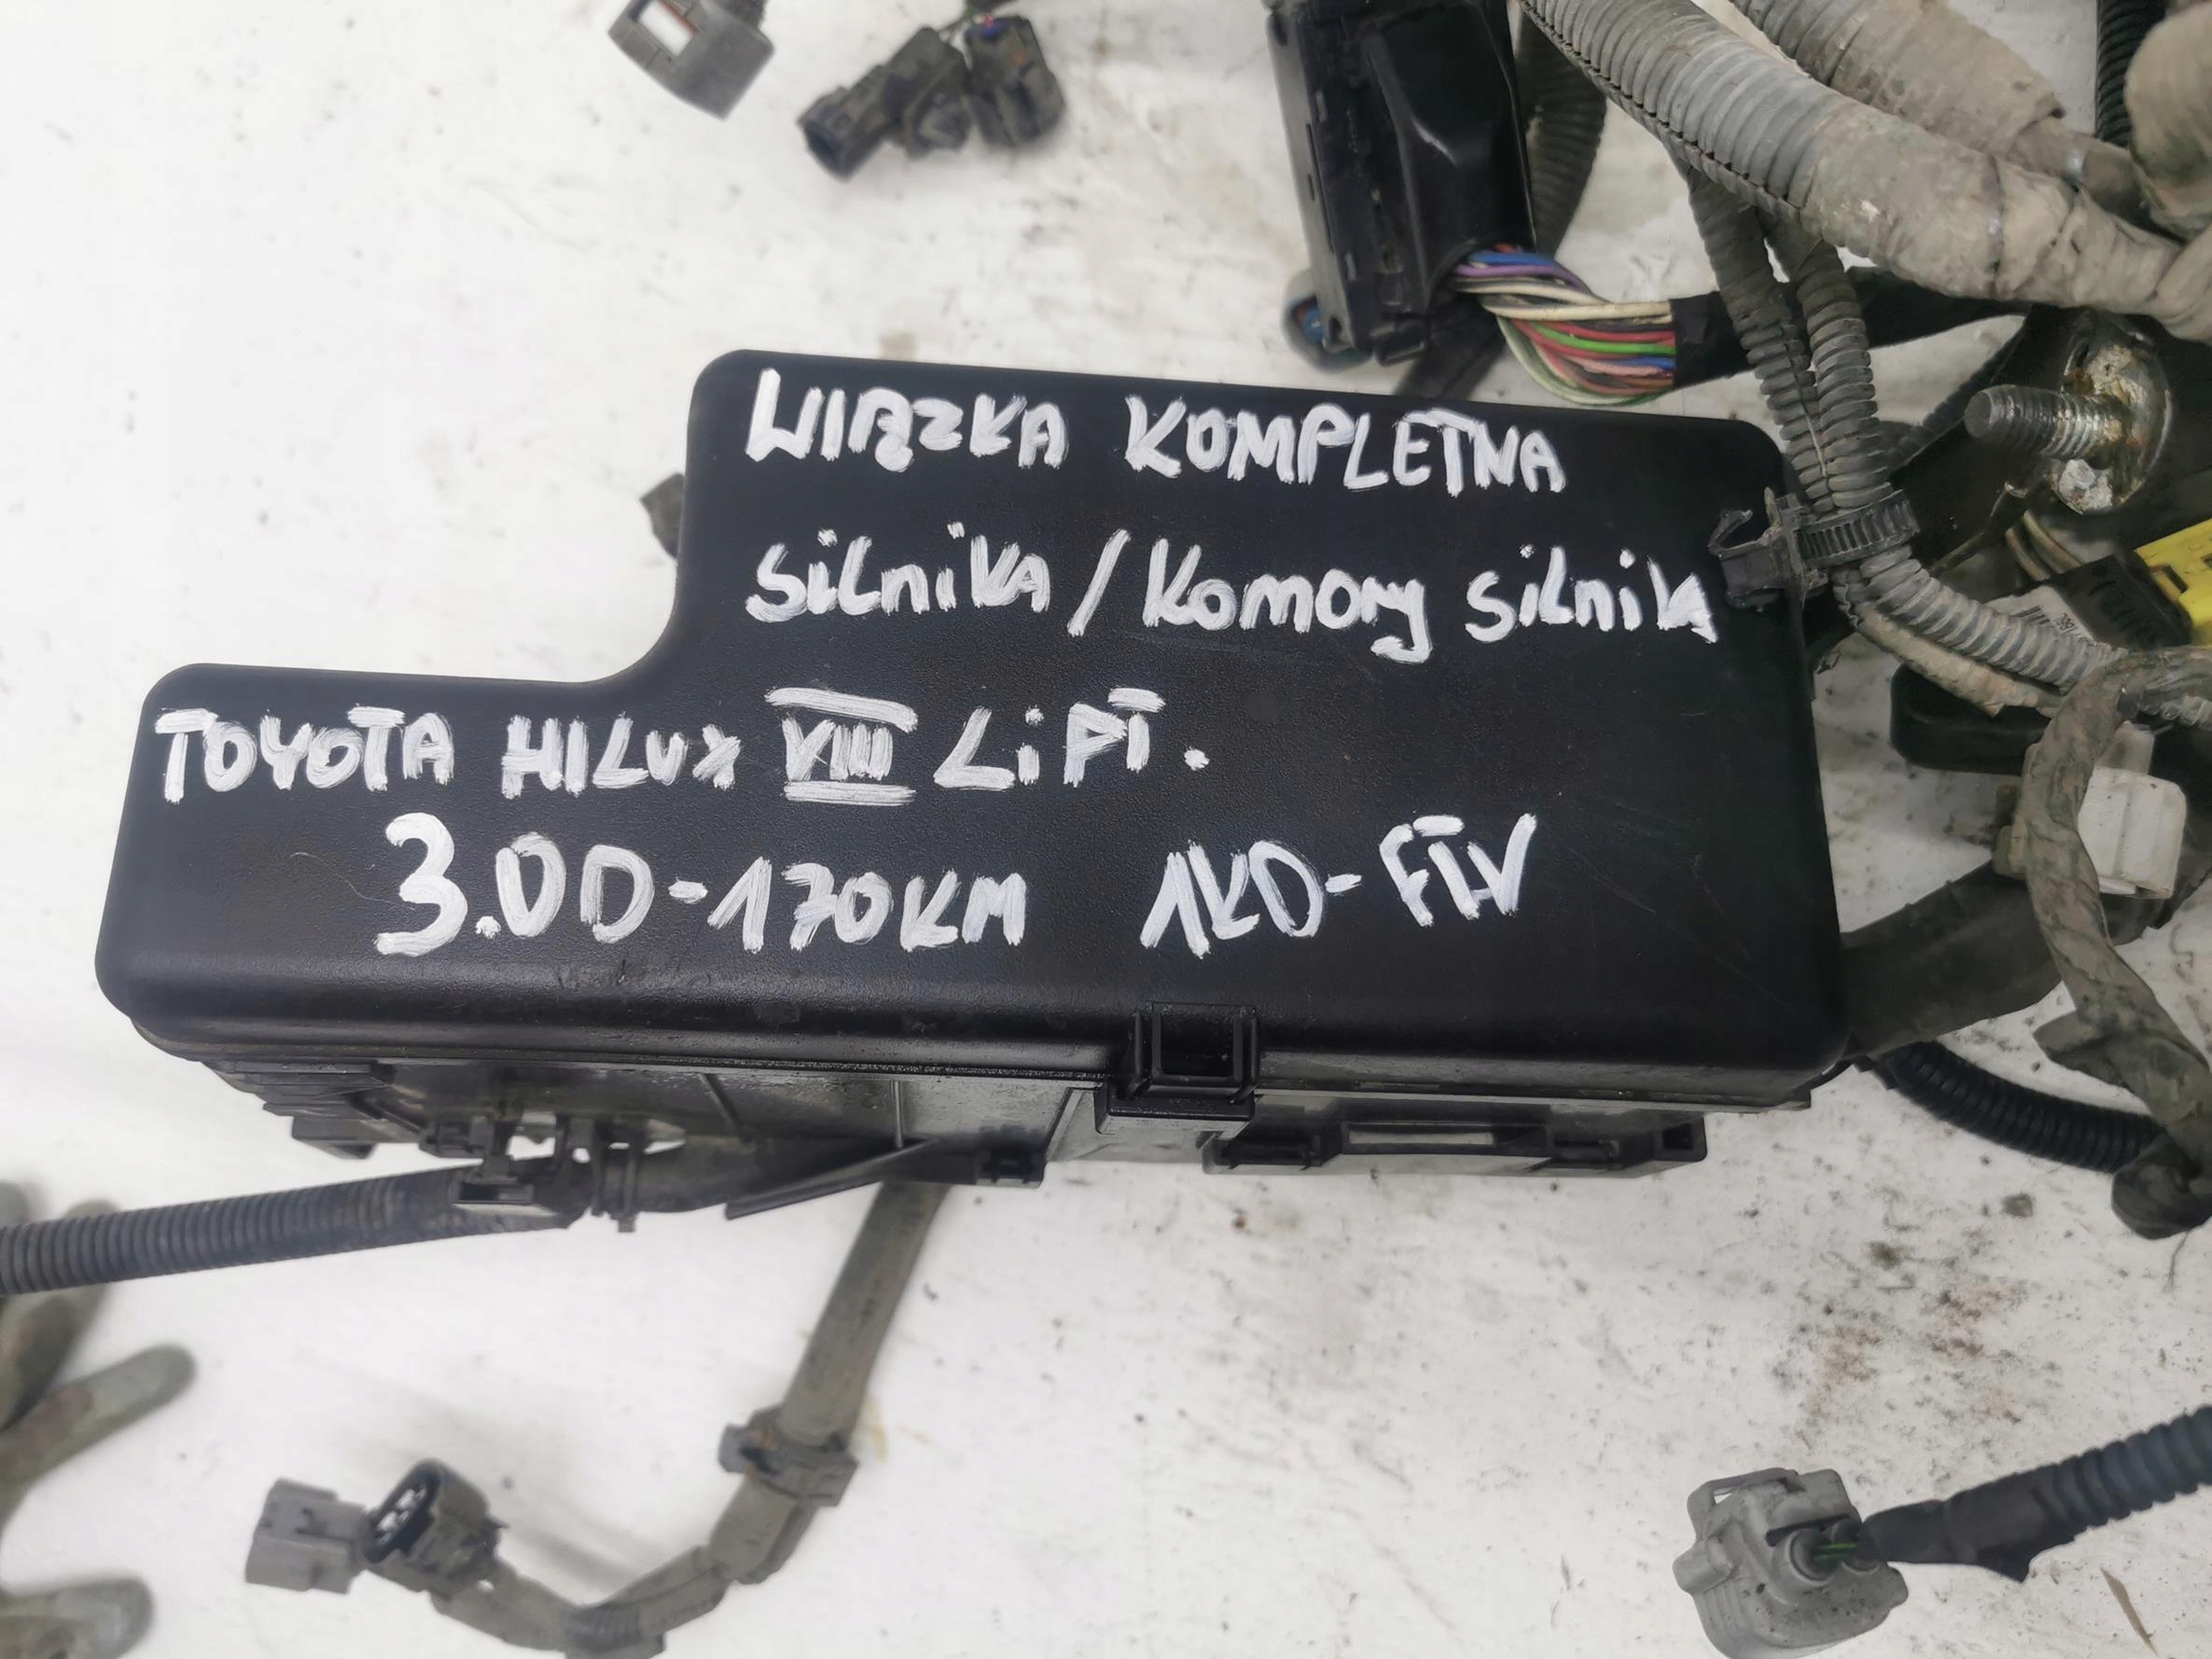 WIĄZKA KOMPLETNA
SiLniKA / Komory SiLnikA
TOYOTA HILUX VIII LiFT.
3.0D-170KM 1KD-FTV